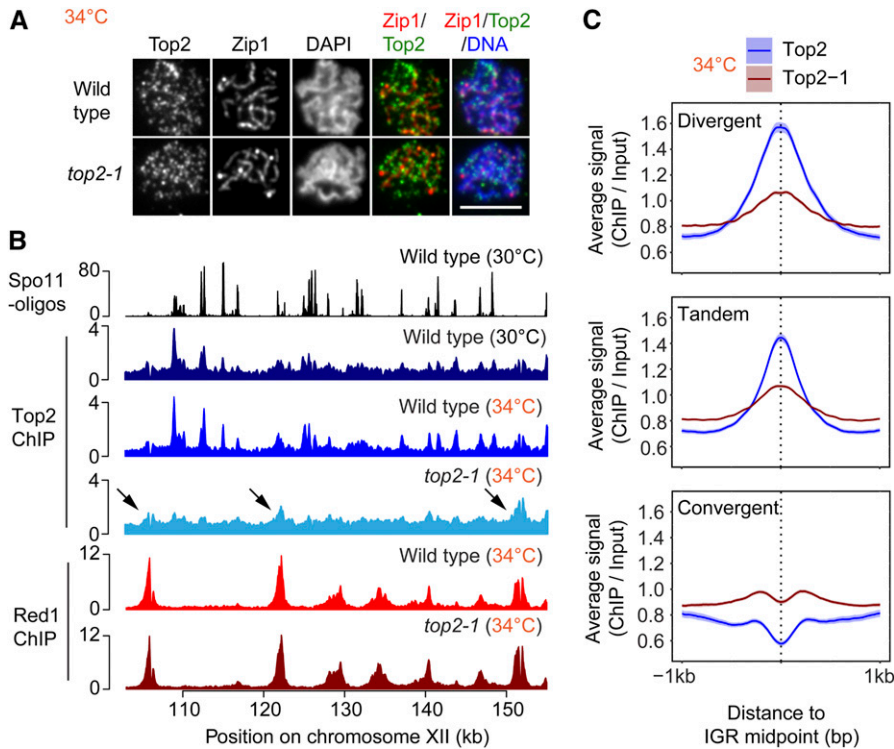 A
34°C
Top2
Zip1
DAPI
Zip1/
Top2
Zip1/Top2
/DNA
Wild
type
top2-1
B
Spo11
-oligos
80
0
Wild type (30°C)
Top2
ChIP
4
0
Wild type (30°C)
4
0
Wild type (34°C)
4
0
top2-1 (34°C)
Red1
ChIP
12
0
Wild type (34°C)
12
0
top2-1 (34°C)
110
120
130
140
150
Position on chromosome XII (kb)
C
34°C
Top2
Top2−1
Divergent
Average signal
(ChIP / Input)
1.6
1.4
1.2
1.0
0.8
Tandem
Average signal
(ChIP / Input)
1.6
1.4
1.2
1.0
0.8
0.6
Convergent
Average signal
(ChIP / Input)
1.6
1.4
1.2
1.0
0.8
0.6
−1kb
1kb
Distance to
IGR midpoint (bp)